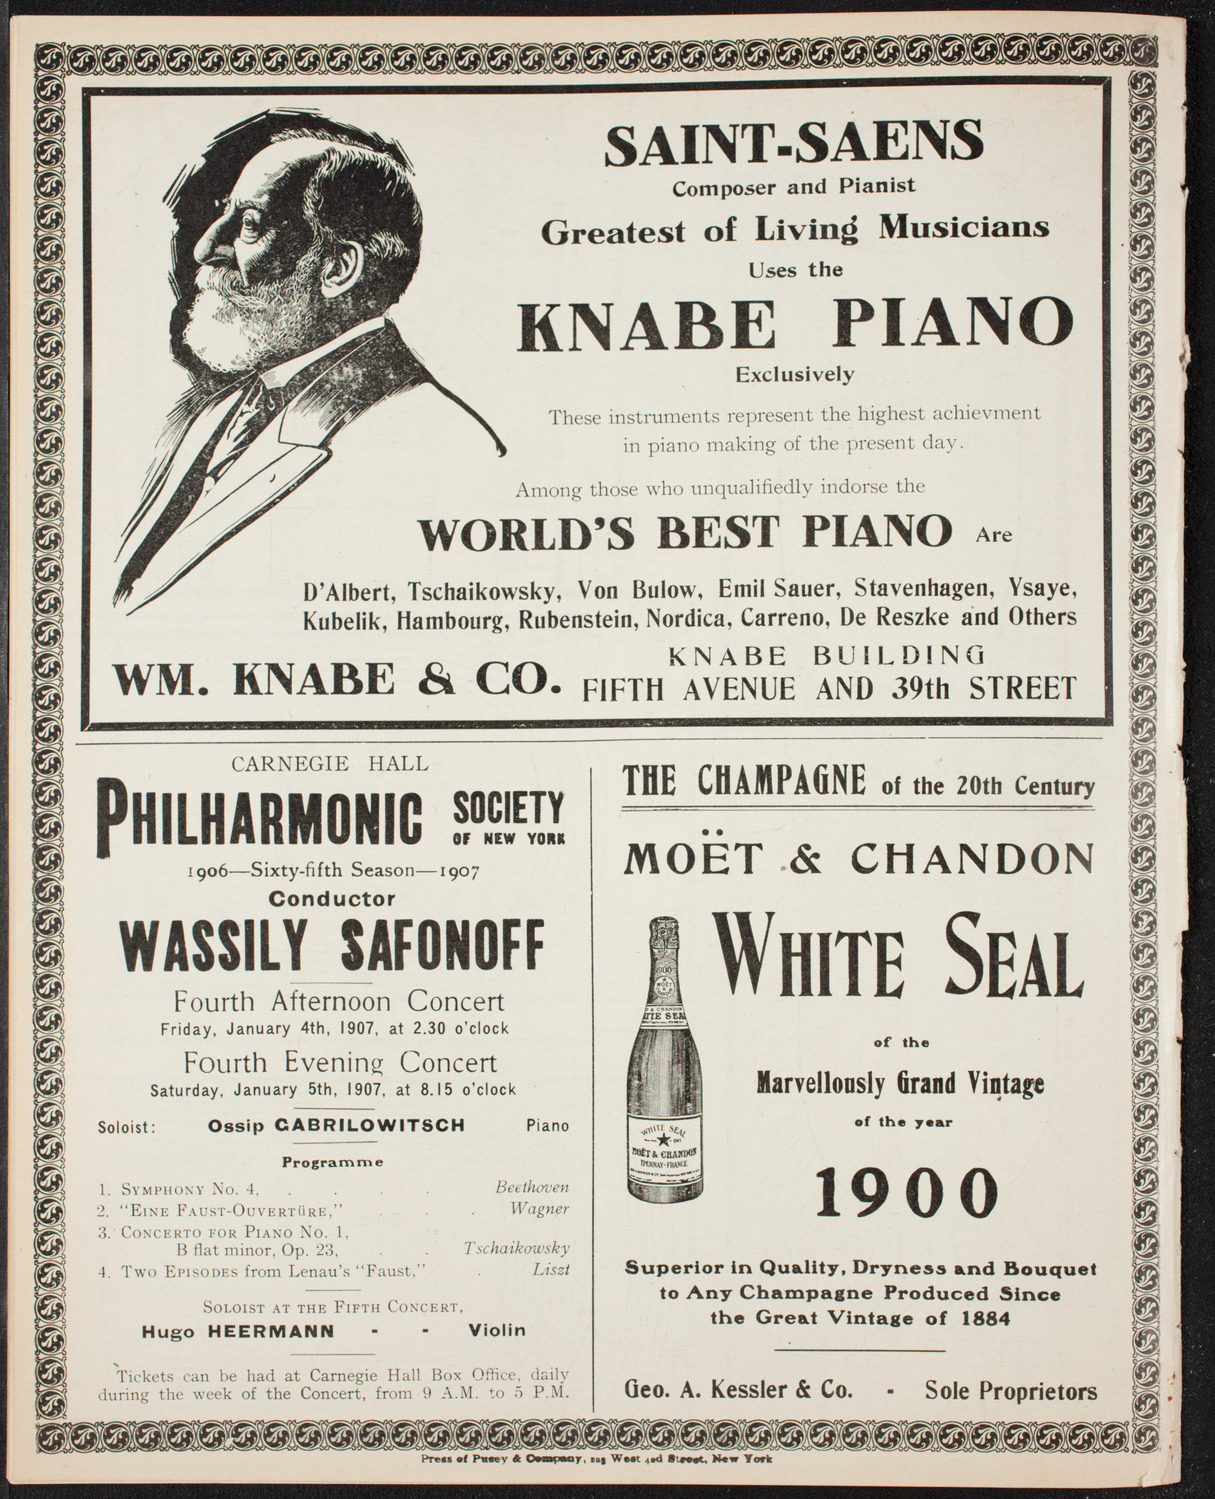 SAINT-SAENS
Composer and Pianist
Greatest of Living Musicians
Uses the
KNABE PIANO
Exclusively
These instruments represent the highest achievment
in piano making of the present day.
Among those who unqualifiedly indorse the
WORLD'S BEST PIANO Are
D'Albert, Tschaikowsky, Von Bulow, Emil Sauer, Stavenhagen, Ysaye,
Kubelik, Hambourg, Rubenstein, Nordica, Carreno, De Reszke and Others
WM. KNABE & CO.
KNABE BUILDING
FIFTH AVENUE AND 39th STREET
CARNEGIE HALL
PHILHARMONIC SOCIETY
OF NEW YORK
1906—Sixty-fifth Season—1907
Conductor
WASSILY SAFONOFF
Fourth Afternoon Concert
Friday, January 4th, 1907, at 2.30 o'clock
Fourth Evening Concert
Saturday, January 5th, 1907, at 8.15 o'clock
Soloist: Ossip GABRILOWITSCH Piano
Programme
1. SYMPHONY No. 4, . . . . Beethoven
2. "EINE FAUST-OUVERTÜRE," . . . Wagner
3. CONCERTO FOR PIANO No. 1,
B flat minor, Op. 23, . . Tschaikowsky
4. TWO EPISODES from Lenau's "Faust," . Liszt
SOLOIST AT THE FIFTH CONCERT,
Hugo HEERMANN - - Violin
Tickets can be had at Carnegie Hall Box Office, daily
during the week of the Concert, from 9 A.M. to 5 P.M.
THE CHAMPAGNE of the 20th Century
MOËT & CHANDON
WHITE SEAL
of the
Marvellously Grand Vintage
of the year
1900
WHITE SEAL
MOËT & CHANDON
EPERNAY-FRANCE
Superior in Quality, Dryness and Bouquet
to Any Champagne Produced Since
the Great Vintage of 1884
Geo. A. Kessler & Co. - Sole Proprietors
Press of Pusey & Company, 123 West 42d Street, New York